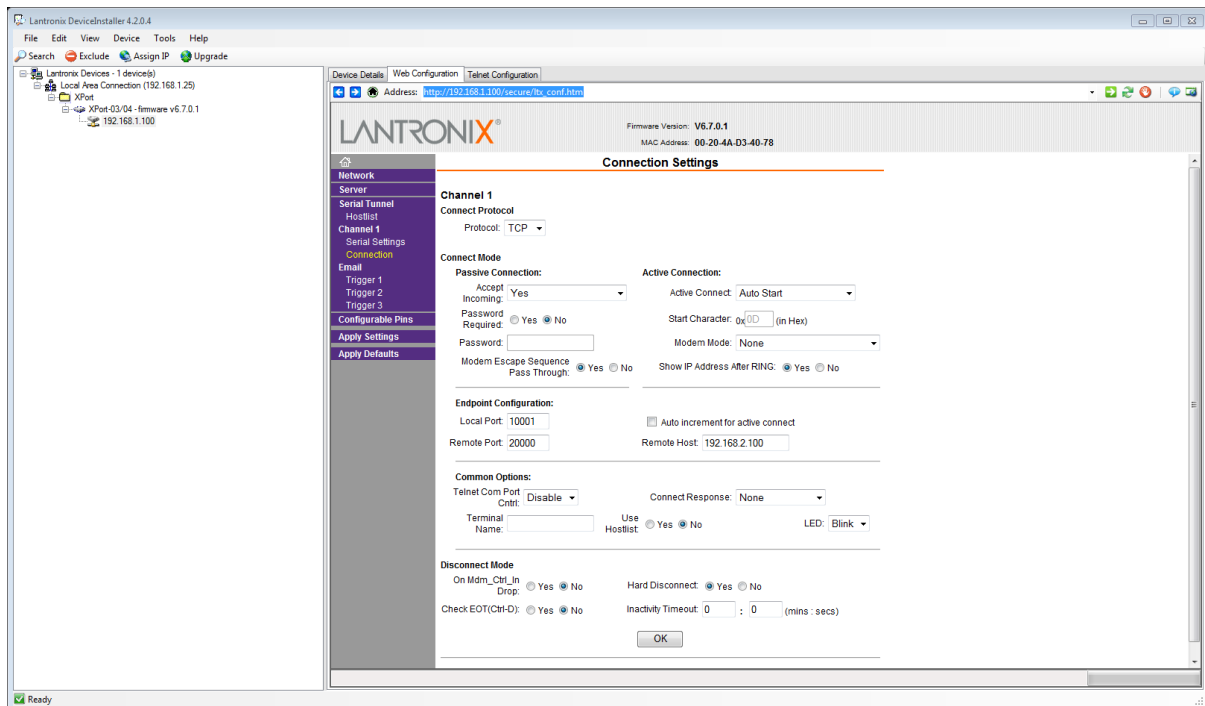 Lantronix DeviceInstaller 4.2.0.4
File Edit View Device Tools Help
Search Exclude Assign IP Upgrade
Lantronix Devices - 1 device(s)
Local Area Connection (192.168.1.25)
XPort
XPort-03/04 - firmware v6.7.0.1
192.168.1.100
Device Details Web Configuration Telnet Configuration
Address: http://192.168.1.100/secure/ltx_conf.htm
LANTRONIX®
Firmware Version: V6.7.0.1
MAC Address: 00-20-4A-D3-40-78
Network
Server
Serial Tunnel
Hostlist
Channel 1
Serial Settings
Connection
Email
Trigger 1
Trigger 2
Trigger 3
Configurable Pins
Apply Settings
Apply Defaults
Connection Settings
Channel 1
Connect Protocol
Protocol: TCP
Connect Mode
Passive Connection: Active Connection:
Accept
Incoming: Yes
Active Connect: Auto Start
Password
Required: Yes No
Start Character: 0x 0D (in Hex)
Password:
Modem Mode: None
Modem Escape Sequence
Pass Through: Yes No
Show IP Address After RING: Yes No
Endpoint Configuration:
Local Port: 10001
Auto increment for active connect
Remote Port: 20000
Remote Host: 192.168.2.100
Common Options:
Telnet Com Port
Cntrl: Disable
Connect Response: None
Terminal
Name:
Use
Hostlist: Yes No
LED: Blink
Disconnect Mode
On Mdm_Ctrl_In
Drop: Yes No
Hard Disconnect: Yes No
Check EOT(Ctrl-D): Yes No
Inactivity Timeout: 0 : 0 (mins : secs)
OK
Ready